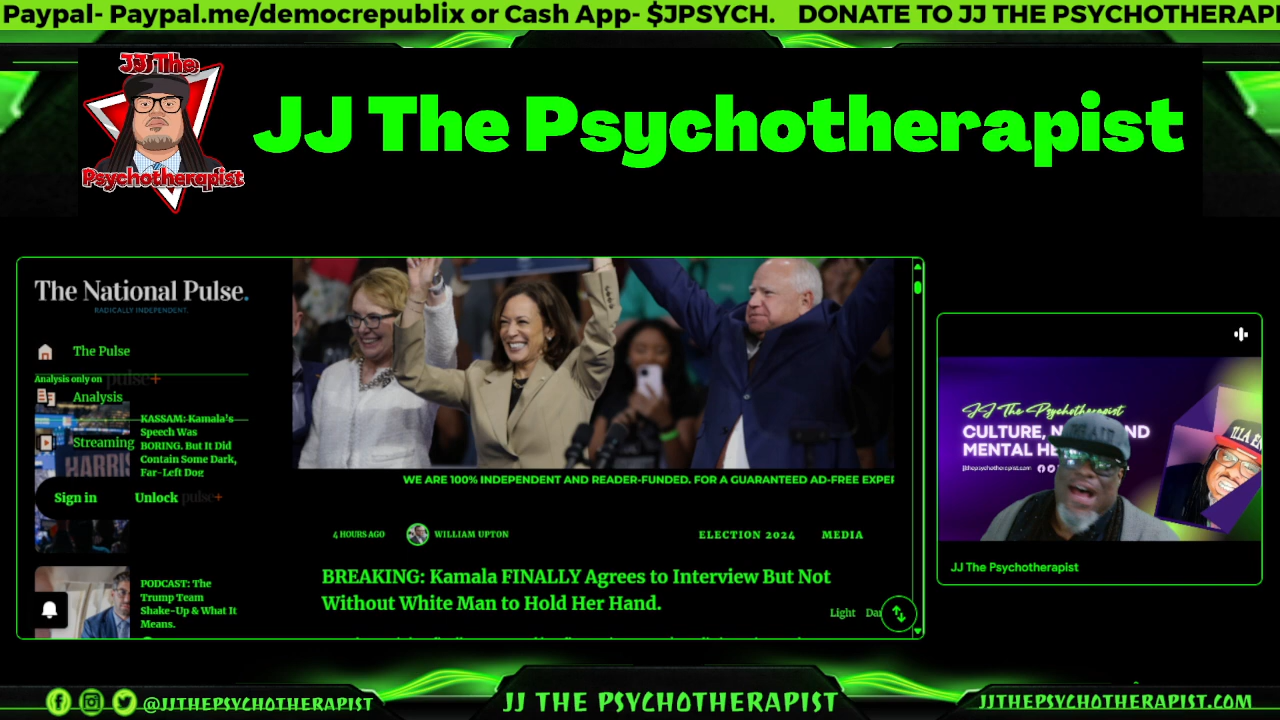 Paypal- Paypal.me/democrepublix or Cash App- $JPSYCH. DONATE TO JJ THE PSYCHOTHERAPI
JJ The
Psychotherapist
JJ The Psychotherapist
The National Pulse.
RADICALLY INDEPENDENT.
The Pulse
Analysis only on pulse+
Analysis
KASSAM: Kamala's
Speech Was
BORING. But It Did
Contain Some Dark,
Far-Left Dog
Streaming
HARRIS
Sign in Unlock pulse+
PODCAST: The
Trump Team
Shake-Up & What It
Means.
WE ARE 100% INDEPENDENT AND READER-FUNDED. FOR A GUARANTEED AD-FREE EXPER
4 HOURS AGO WILLIAM UPTON ELECTION 2024 MEDIA
BREAKING: Kamala FINALLY Agrees to Interview But Not
Without White Man to Hold Her Hand.
Light Da
JJ The Psychotherapist
CULTURE, N ND
MENTAL HE
JJ The Psychotherapist
@JJTHEPSYCHOTHERAPIST
JJ THE PSYCHOTHERAPIST
JJTHEPSYCHOTHERAPIST.COM